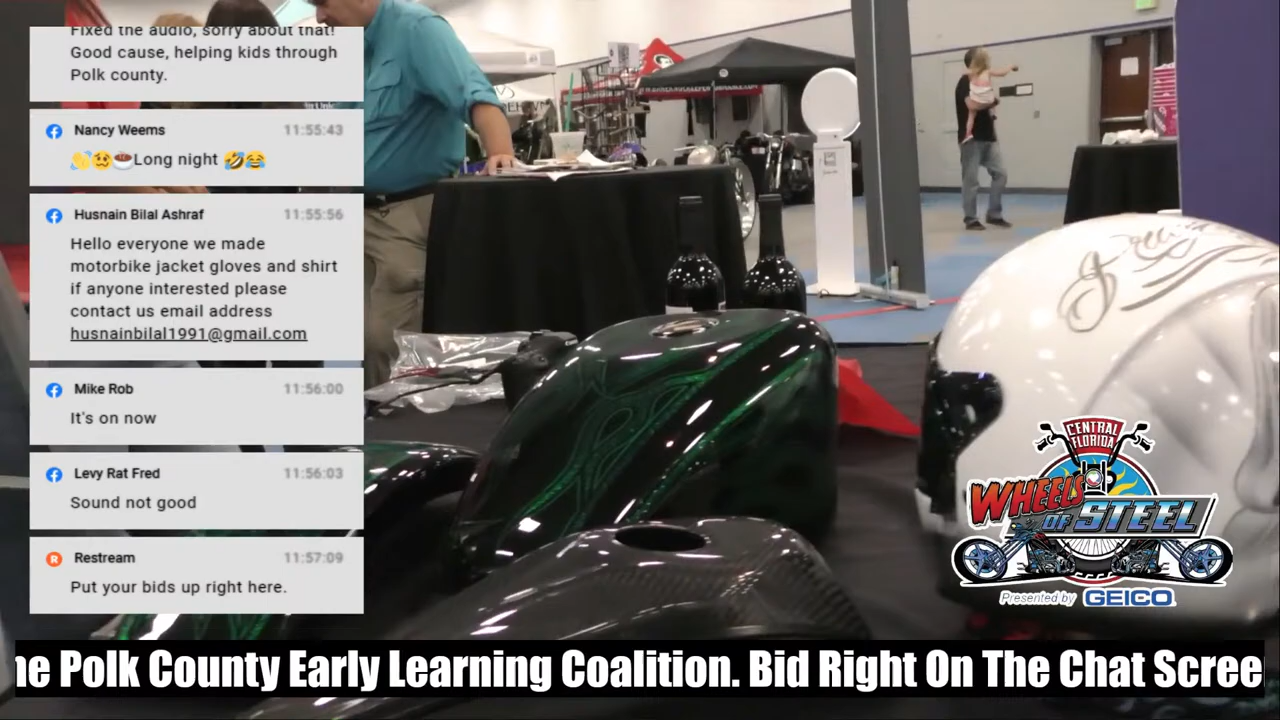 Fixed the audio, sorry about that!
Good cause, helping kids through
Polk county.
Nancy Weems 11:55:43
👏🥴☕Long night 🤣😂
Husnain Bilal Ashraf 11:55:56
Hello everyone we made
motorbike jacket gloves and shirt
if anyone interested please
contact us email address
husnainbilal1991@gmail.com
Mike Rob 11:56:00
It's on now
Levy Rat Fred 11:56:03
Sound not good
Restream 11:57:09
Put your bids up right here.
CENTRAL
FLORIDA
WHEELS
OF STEEL
Presented by GEICO
he Polk County Early Learning Coalition. Bid Right On The Chat Scree